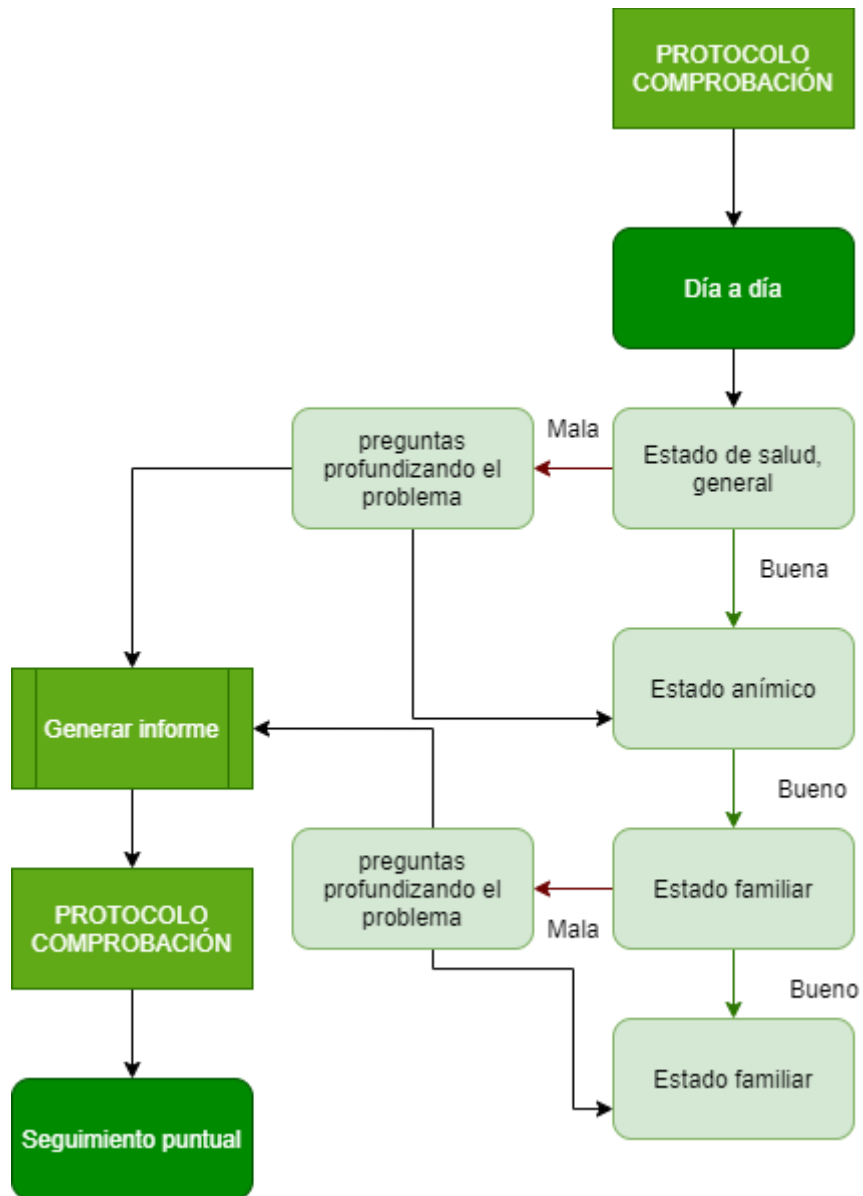 PROTOCOLO
COMPROBACIÓN
Día a día
preguntas
profundizando el
problema
Mala
Estado de salud,
general
Buena
Estado anímico
Generar informe
Bueno
preguntas
profundizando el
problema
Mala
Estado familiar
PROTOCOLO
COMPROBACIÓN
Bueno
Estado familiar
Seguimiento puntual